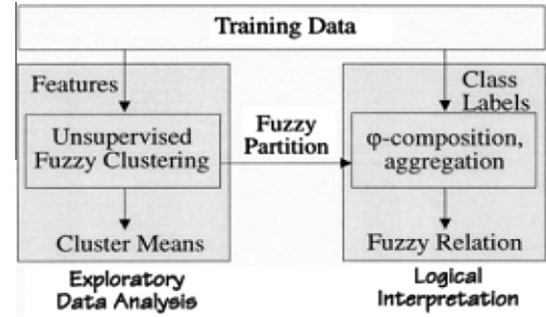 Training Data
Features
Class
Labels
Unsupervised
Fuzzy Clustering
Fuzzy
Partition
φ-composition,
aggregation
Cluster Means
Fuzzy Relation
Exploratory
Data Analysis
Logical
Interpretation